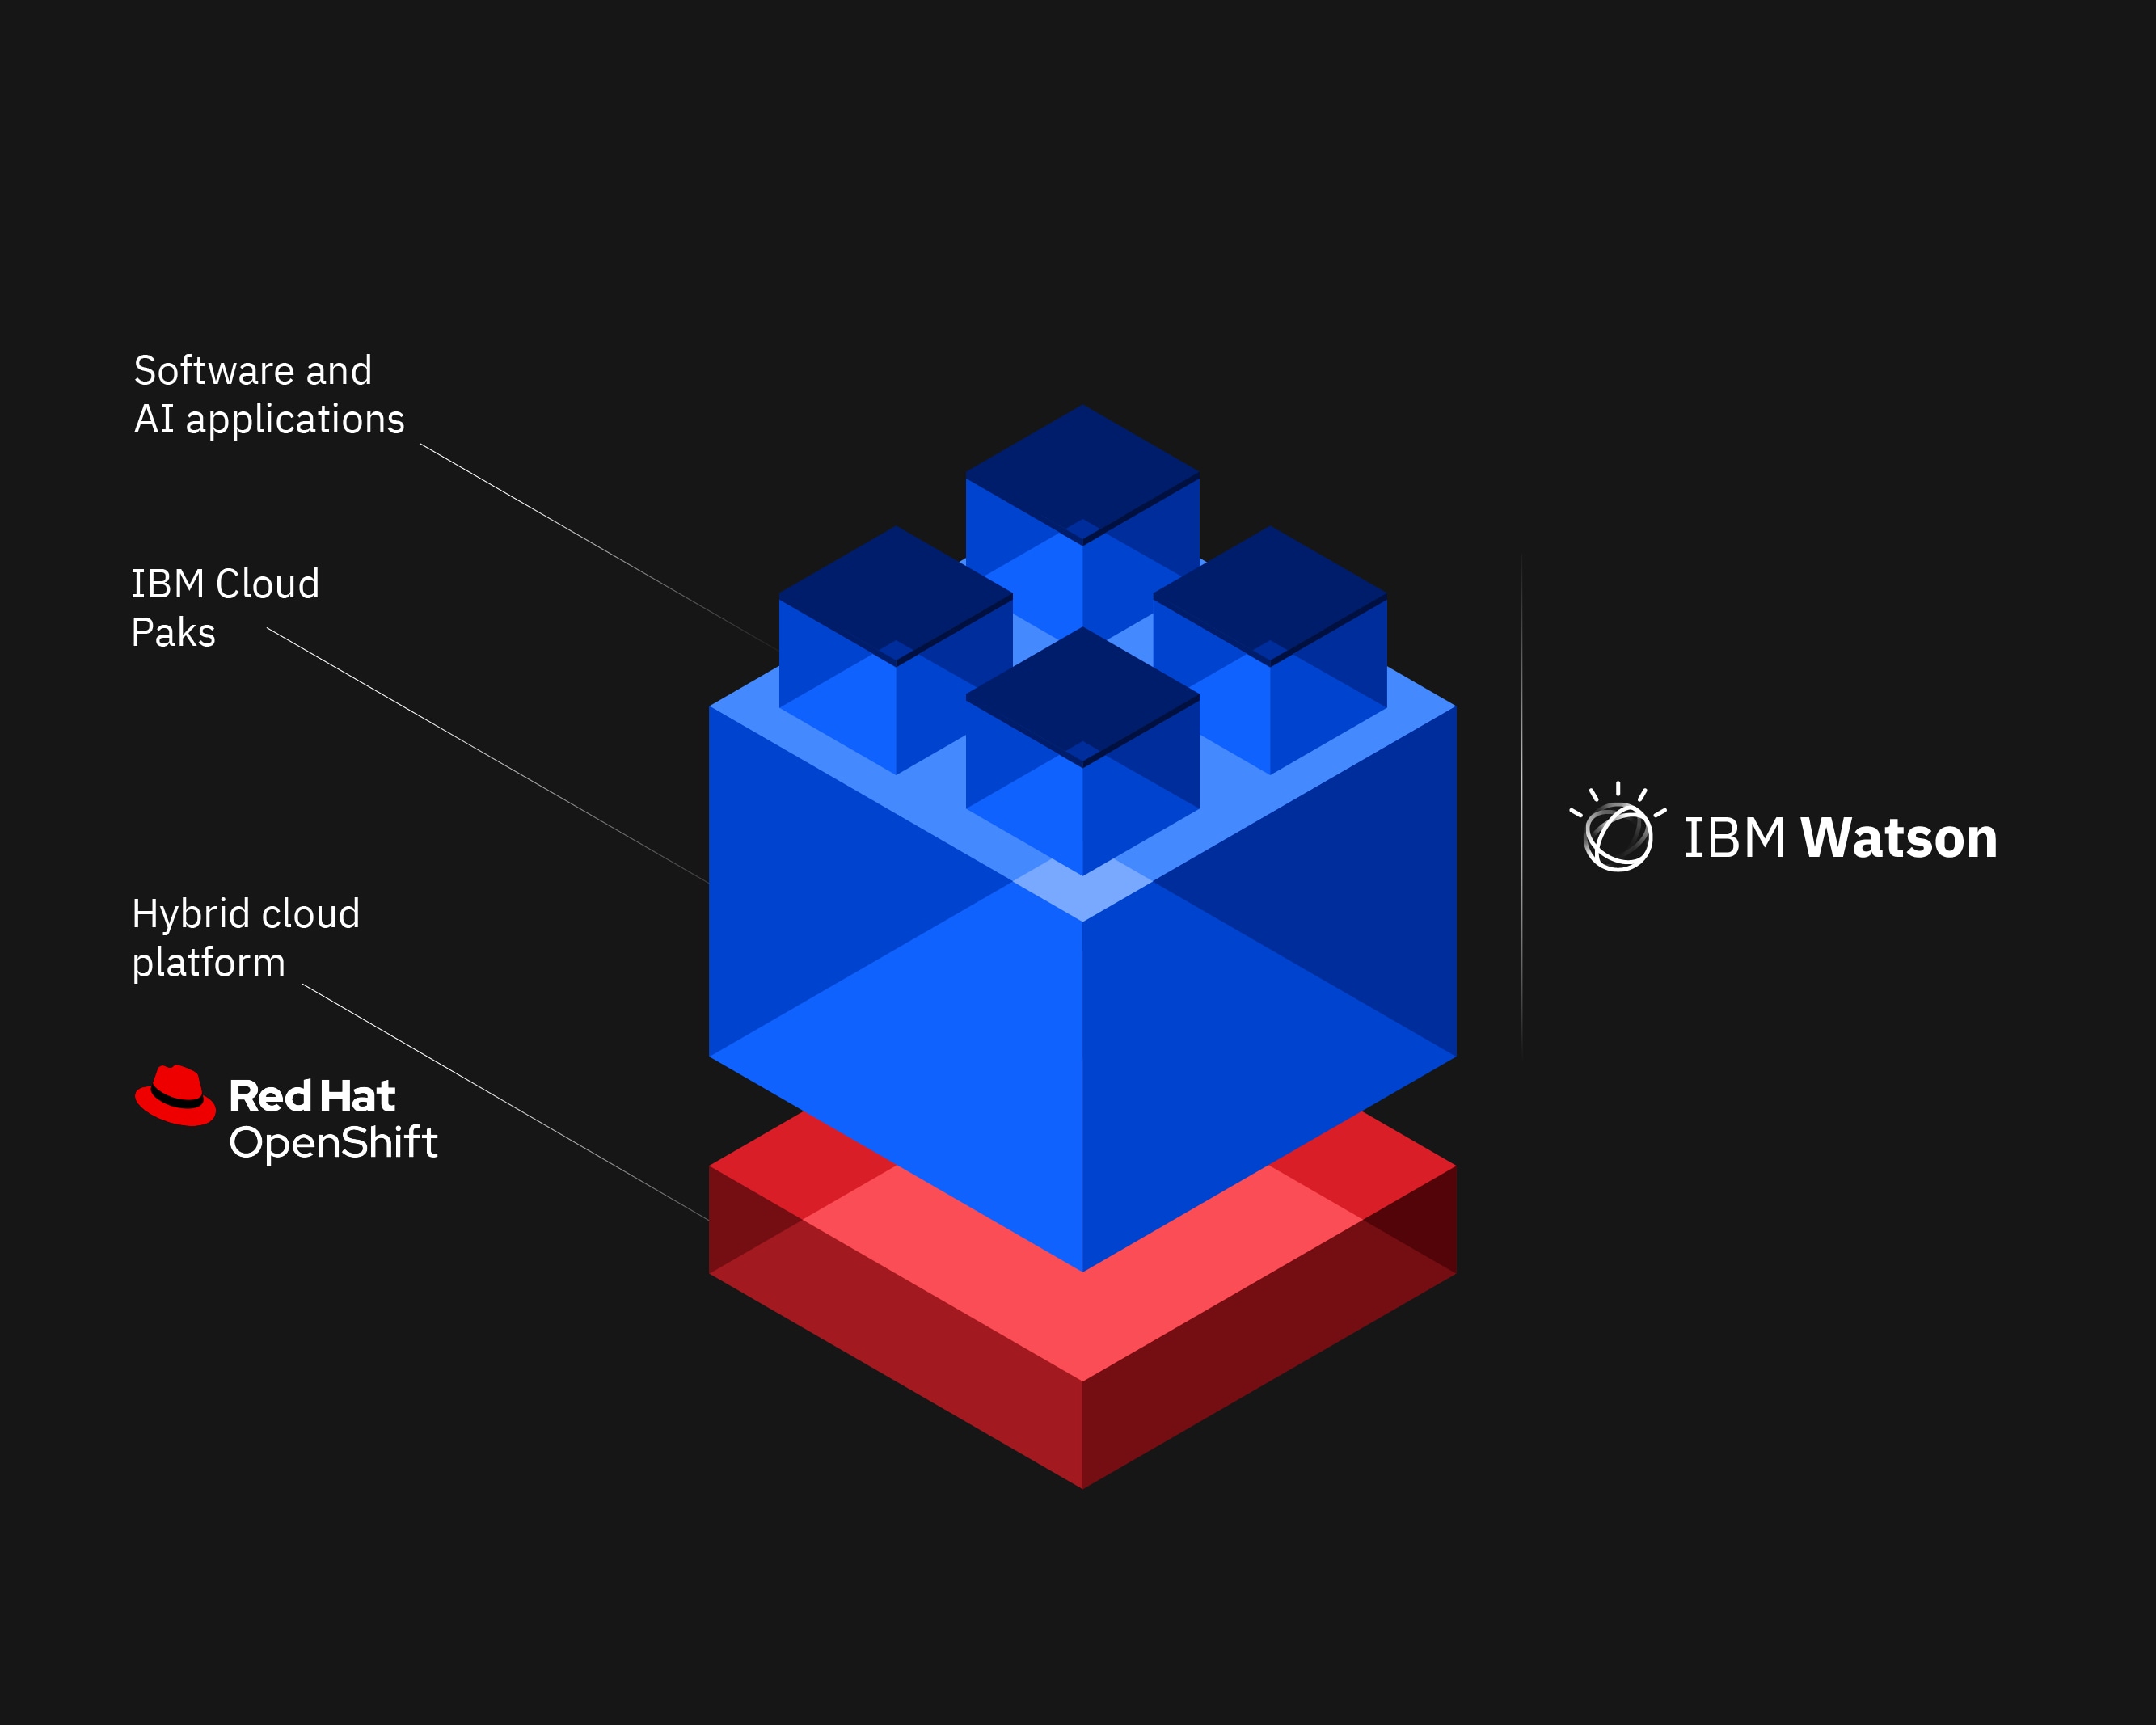 Software and
AI applications
IBM Cloud
Paks
Hybrid cloud
platform
Red Hat
OpenShift
IBM Watson